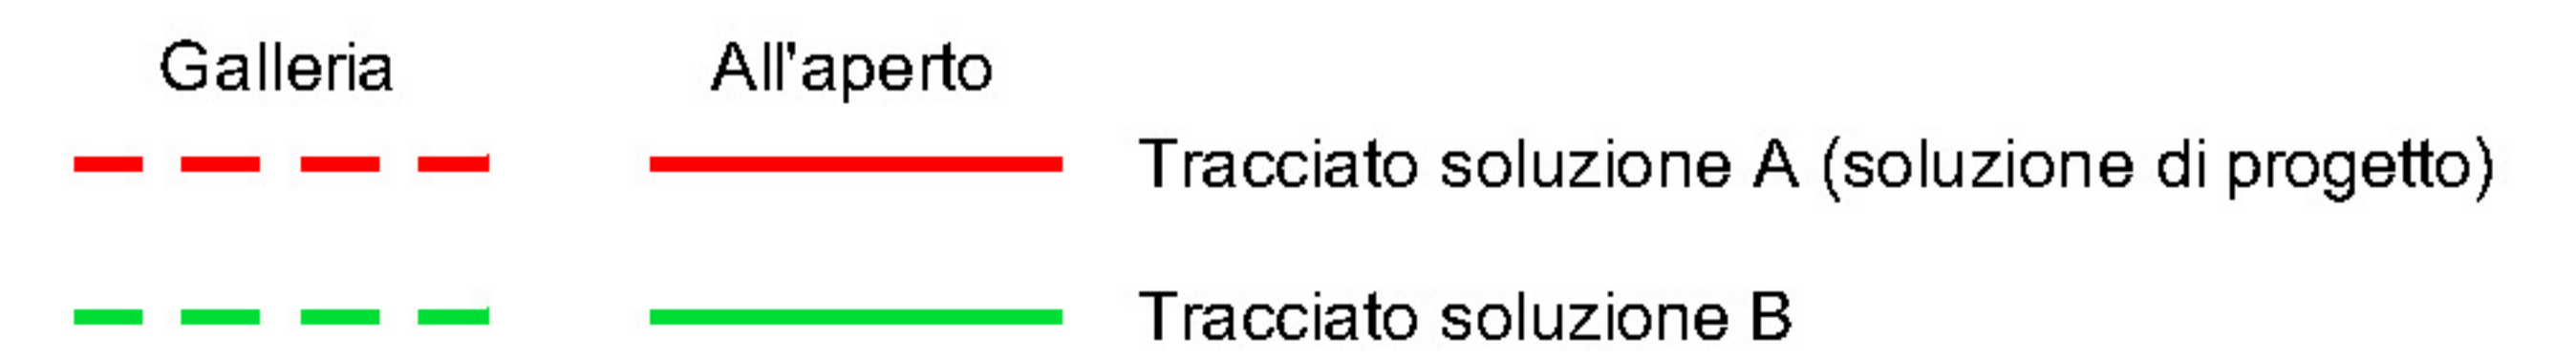 Galleria All'aperto
Tracciato soluzione A (soluzione di progetto)
Tracciato soluzione B